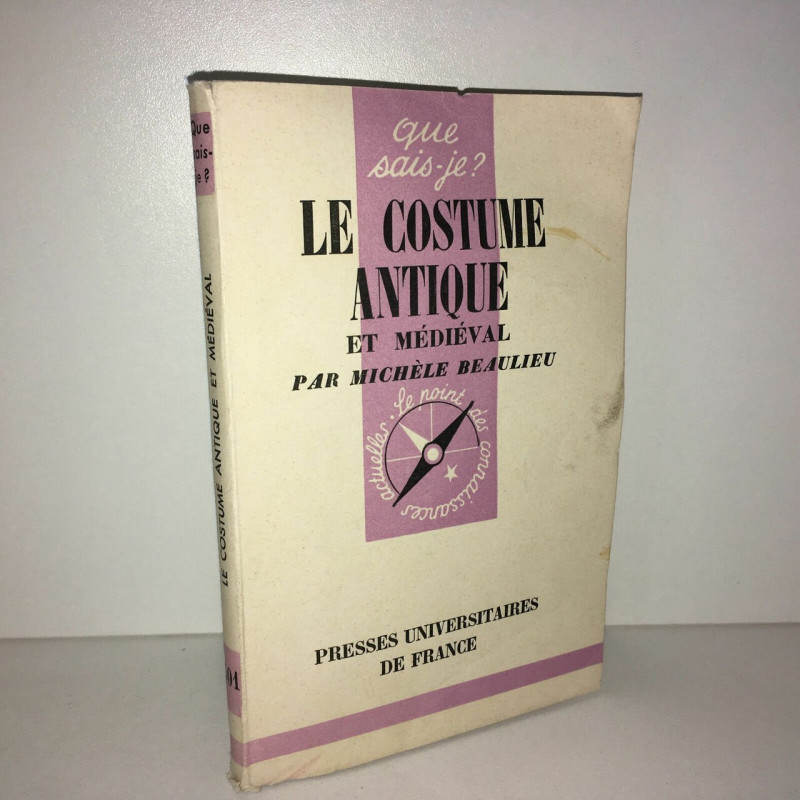 que
sais-je?
LE COSTUME
ANTIQUE
ET MÉDIÉVAL
PAR MICHÈLE BEAULIEU
Le point des connaissances actuelles.
PRESSES UNIVERSITAIRES
DE FRANCE
Que
LE COSTUME ANTIQUE ET MÉDIÉVAL